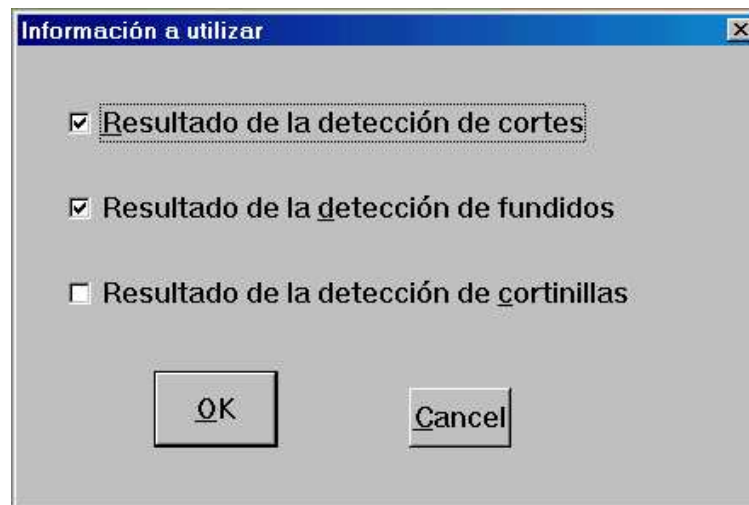 Información a utilizar
Resultado de la detección de cortes
Resultado de la detección de fundidos
Resultado de la detección de cortinillas
OK
Cancel